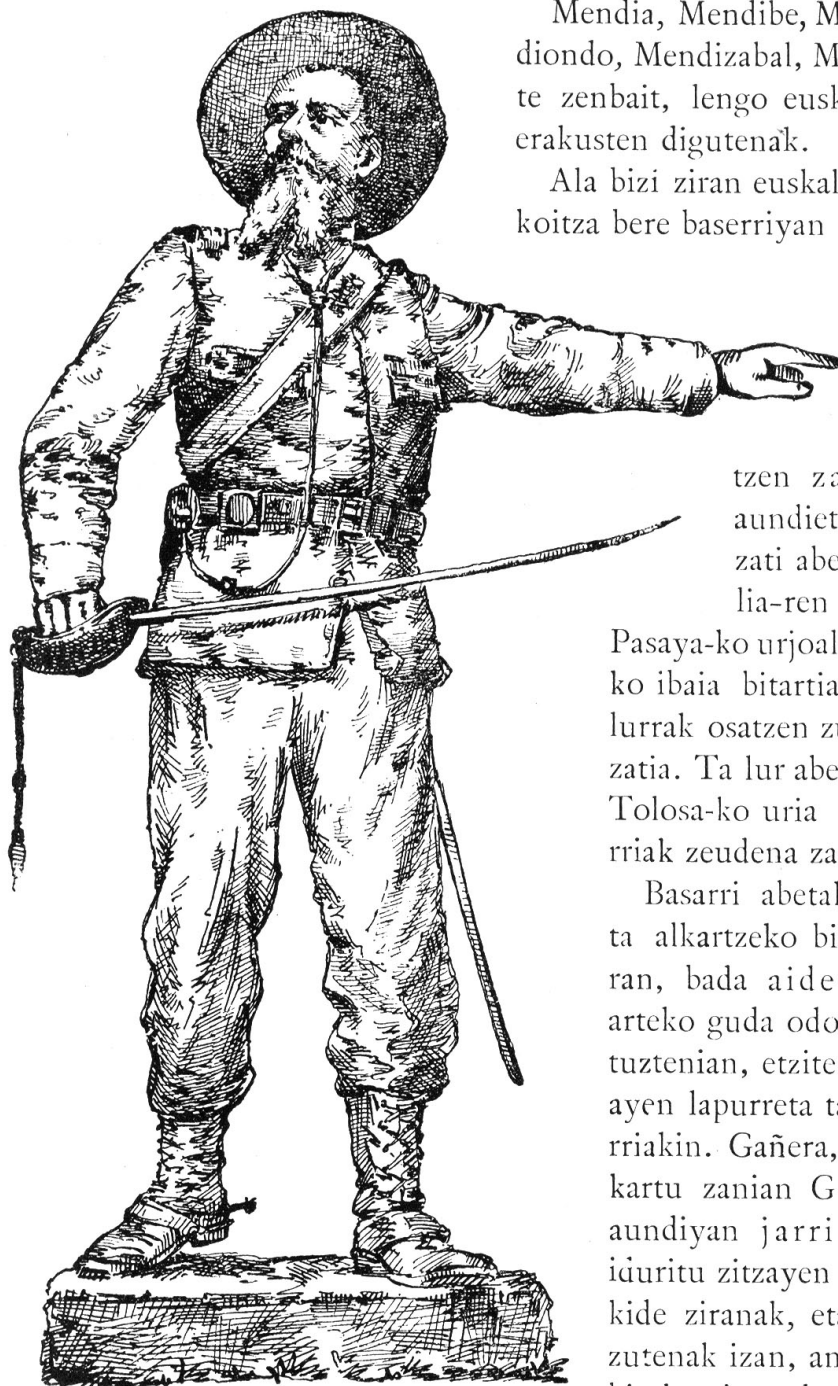 Mendia, Mendibe, M
diondo, Mendizabal, M
te zenbait, lengo eusk
erakusten digutenak.
Ala bizi ziran euskal
koitza bere baserriyan
tzen za
aundiet
zati abe
lia-ren
Pasaya-ko urjoal
ko ibaia bitartia
lurrak osatzen zu
zatia. Ta lur abe
Tolosa-ko uria
rriak zeudena za
Basarri abetal
ta alkartzeko bi
ran, bada aide
arteko guda odo
tuztenian, etzite
ayen lapurreta ta
rriakin. Gañera,
kartu zanian G
aundiyan jarri
iduritu zitzayen
kide ziranak, et
zutenak izan, an